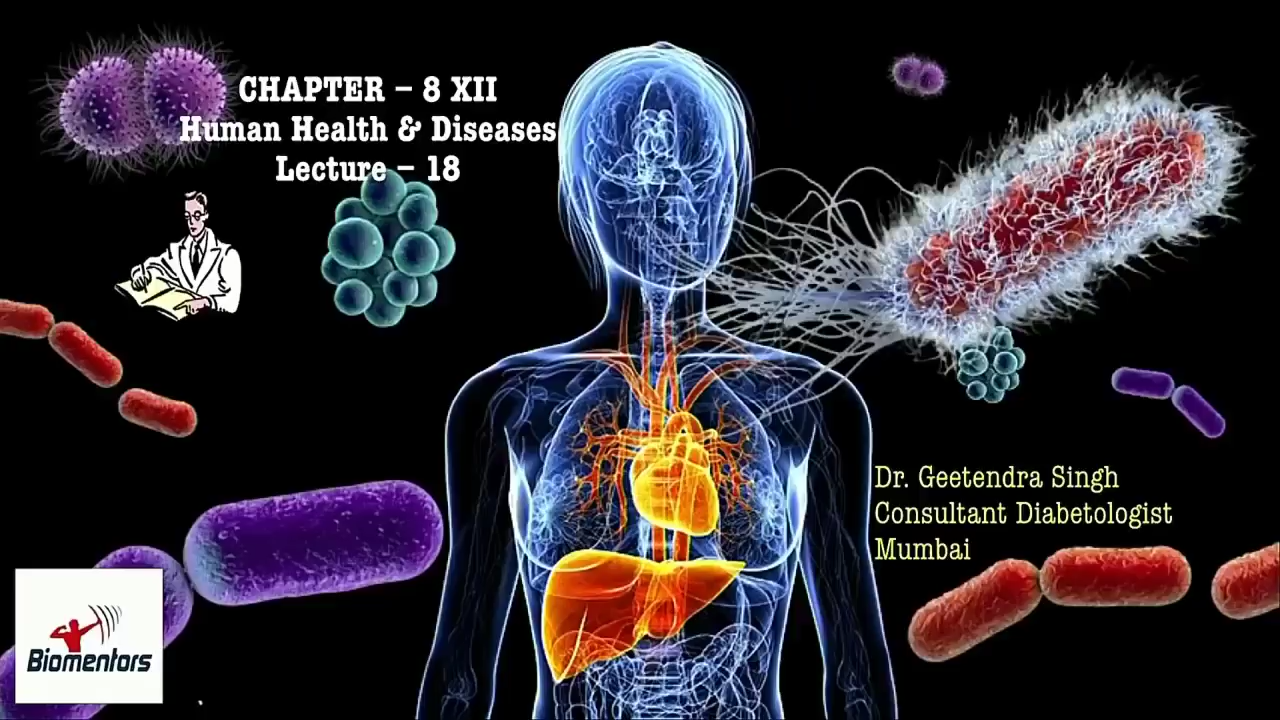 CHAPTER – 8 XII
Human Health & Diseases
Lecture – 18
Dr. Geetendra Singh
Consultant Diabetologist
Mumbai
Biomentors